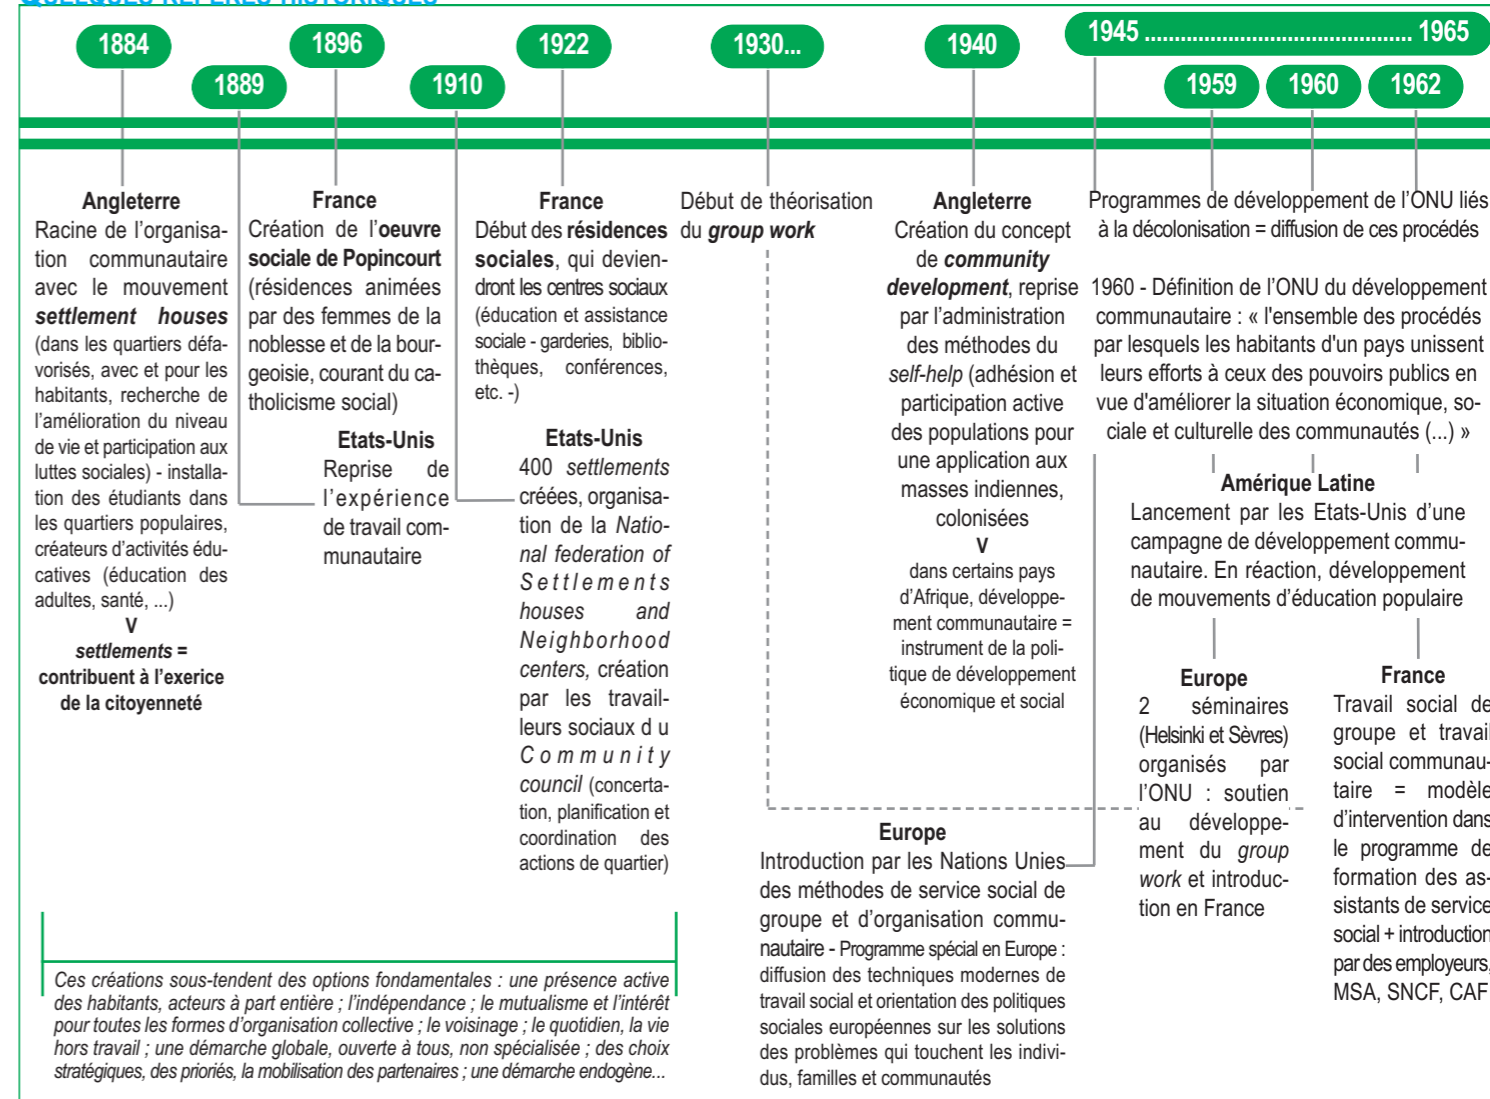 QUELQUES REPÈRES HISTORIQUES
1884
1896
1922
1930...
1940
1945 ............................................. 1965
1889
1910
1959
1960
1962
Angleterre
Racine de l'organisa-
tion communautaire
avec le mouvement
settlement houses
(dans les quartiers défa-
vorisés, avec et pour les
habitants, recherche de
l'amélioration du niveau
de vie et participation aux
luttes sociales) - installa-
tion des étudiants dans
les quartiers populaires,
créateurs d'activités édu-
catives (éducation des
adultes, santé, ...)
V
settlements =
contribuent à l'exerice
de la citoyenneté
France
Création de l'oeuvre
sociale de Popincourt
(résidences animées
par des femmes de la
noblesse et de la bour-
geoisie, courant du ca-
tholicisme social)
Etats-Unis
Reprise de
l'expérience
de travail com-
munautaire
France
Début des résidences
sociales, qui devien-
dront les centres sociaux
(éducation et assistance
sociale - garderies, biblio-
thèques, conférences,
etc. -)
Etats-Unis
400 settlements
créées, organisa-
tion de la Natio-
nal federation of
Settlements
houses and
Neighborhood
centers, création
par les travail-
leurs sociaux d u
Community
council (concerta-
tion, planification et
coordination des
actions de quartier)
Début de théorisation
du group work
Angleterre
Création du concept
de community
development, reprise
par l'administration
des méthodes du
self-help (adhésion et
participation active
des populations pour
une application aux
masses indiennes,
colonisées
V
dans certains pays
d'Afrique, développe-
ment communautaire =
instrument de la poli-
tique de développement
économique et social
Programmes de développement de l'ONU liés
à la décolonisation = diffusion de ces procédés
1960 - Définition de l'ONU du développement
communautaire : « l'ensemble des procédés
par lesquels les habitants d'un pays unissent
leurs efforts à ceux des pouvoirs publics en
vue d'améliorer la situation économique, so-
ciale et culturelle des communautés (...) »
Amérique Latine
Lancement par les Etats-Unis d'une
campagne de développement commu-
nautaire. En réaction, développement
de mouvements d'éducation populaire
Europe
2 séminaires
(Helsinki et Sèvres)
organisés par
l'ONU : soutien
au développe-
ment du group
work et introduc-
tion en France
France
Travail social de
groupe et travail
social communau-
taire = modèle
d'intervention dans
le programme de
formation des as-
sistants de service
social + introduction
par des employeurs,
MSA, SNCF, CAF
Europe
Introduction par les Nations Unies
des méthodes de service social de
groupe et d'organisation commu-
nautaire - Programme spécial en Europe :
diffusion des techniques modernes de
travail social et orientation des politiques
sociales européennes sur les solutions
des problèmes qui touchent les indivi-
dus, familles et communautés
Ces créations sous-tendent des options fondamentales : une présence active
des habitants, acteurs à part entière ; l'indépendance ; le mutualisme et l'intérêt
pour toutes les formes d'organisation collective ; le voisinage ; le quotidien, la vie
hors travail ; une démarche globale, ouverte à tous, non spécialisée ; des choix
stratégiques, des prioriés, la mobilisation des partenaires ; une démarche endogène...